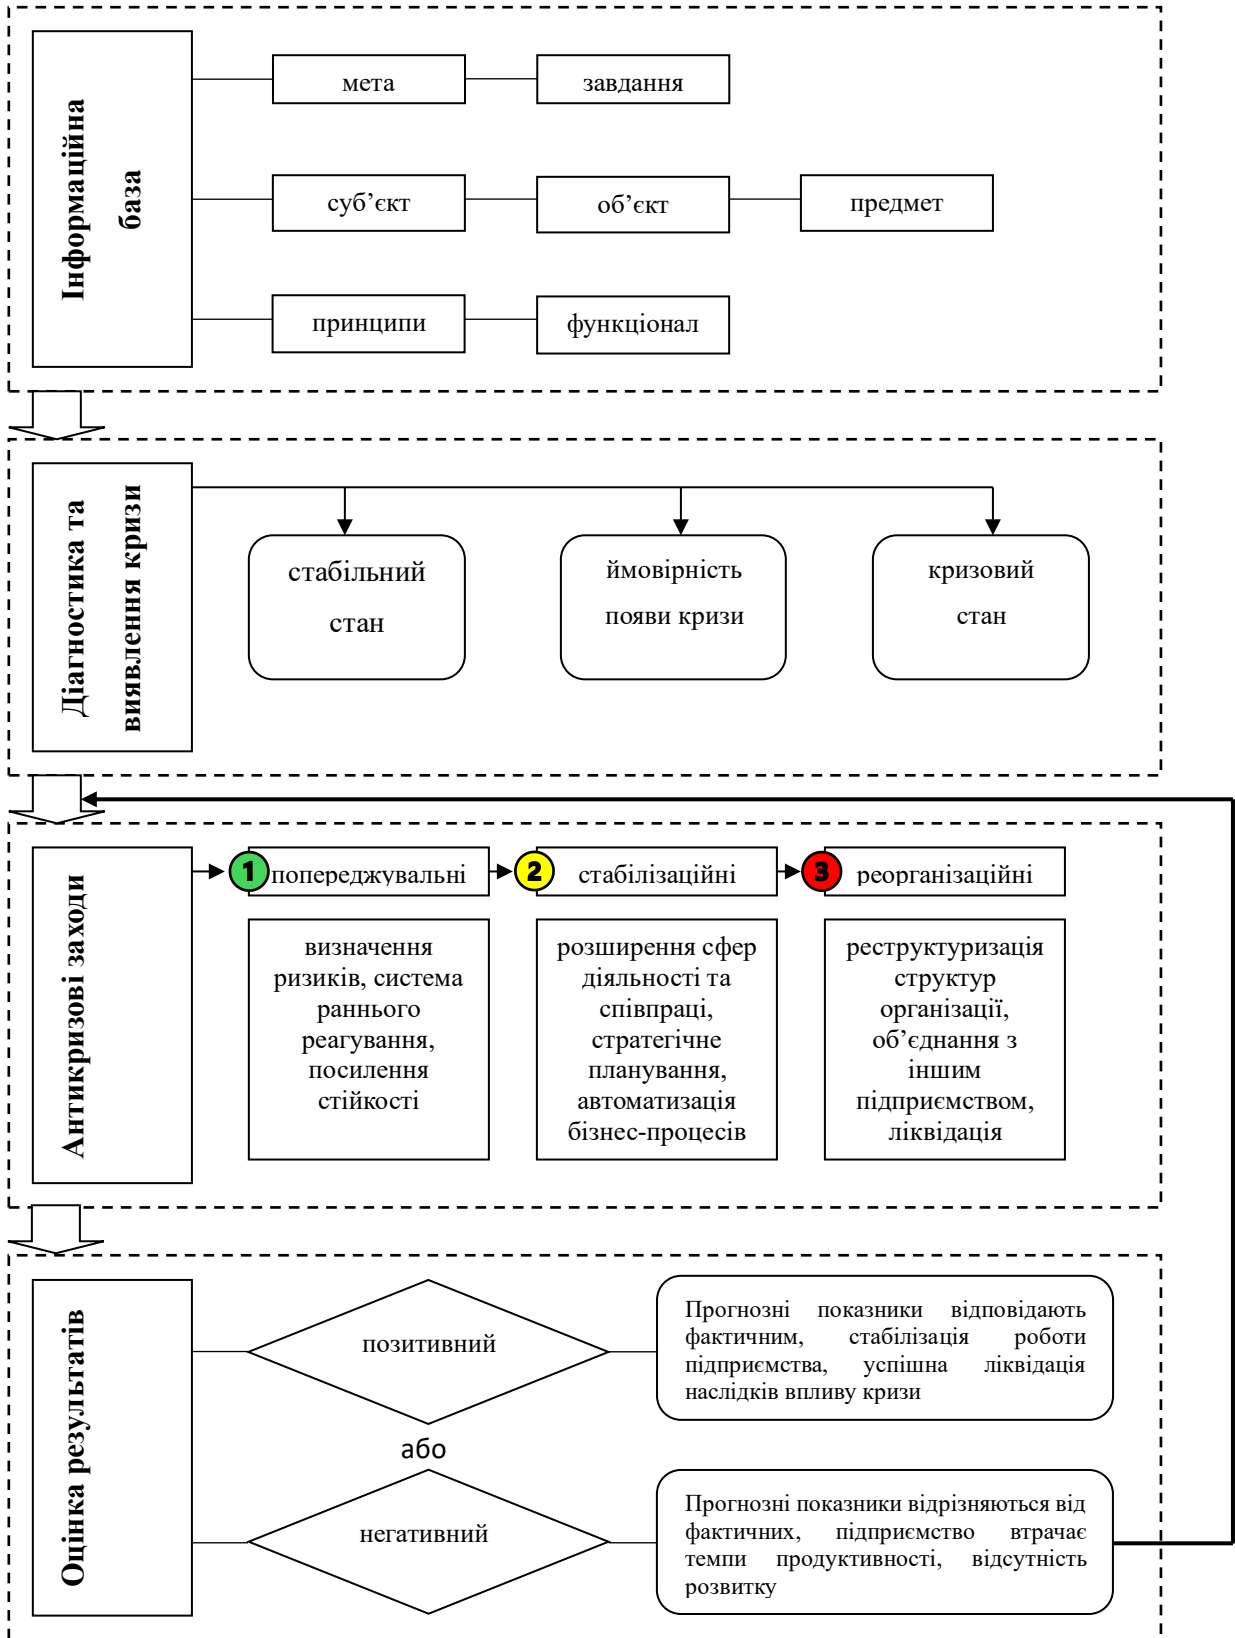 Інформаційна
база
мета
завдання
суб’єкт
об’єкт
предмет
принципи
функціонал
Діагностика та
виявлення кризи
стабільний
стан
ймовірність
появи кризи
кризовий
стан
Антикризові заходи
1
попереджувальні
2
стабілізаційні
3
реорганізаційні
визначення
ризиків, система
раннього
реагування,
посилення
стійкості
розширення сфер
діяльності та
співпраці,
стратегічне
планування,
автоматизація
бізнес-процесів
реструктуризація
структур
організації,
об’єднання з
іншим
підприємством,
ліквідація
Оцінка результатів
позитивний
Прогнозні показники відповідають
фактичним, стабілізація роботи
підприємства, успішна ліквідація
наслідків впливу кризи
або
негативний
Прогнозні показники відрізняються від
фактичних, підприємство втрачає
темпи продуктивності, відсутність
розвитку